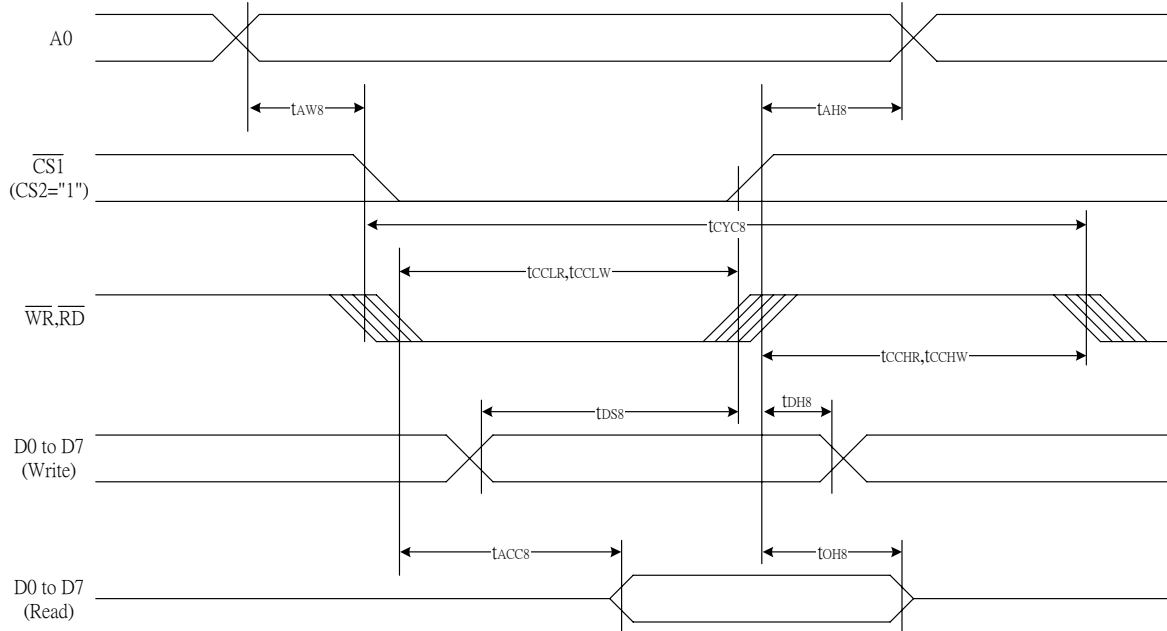 A0
tAW8
tAH8
CS1
(CS2="1")
tCYC8
tCCLR,tCCLW
WR,RD
tCCHR,tCCHW
tDS8
tDH8
D0 to D7
(Write)
tACC8
tOH8
D0 to D7
(Read)